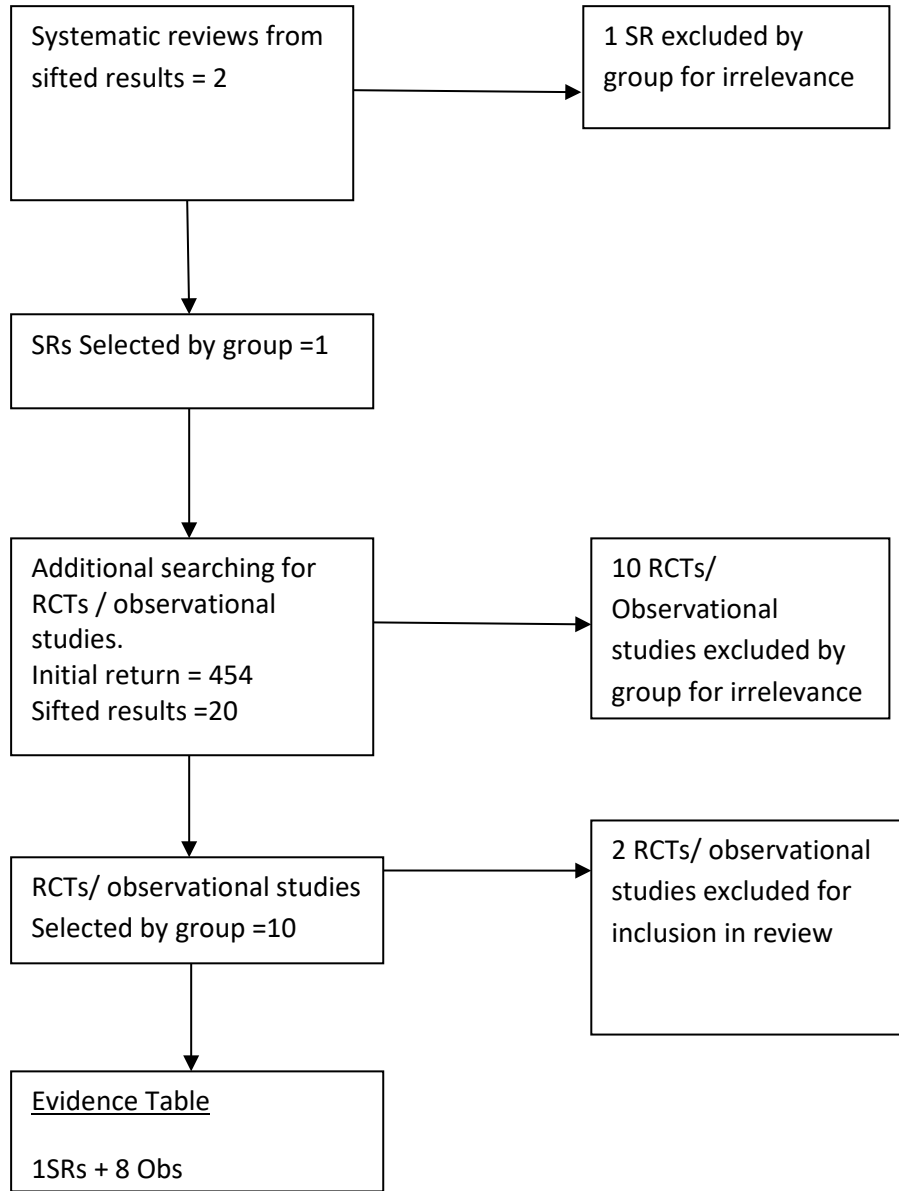 Systematic reviews from
sifted results = 2
1 SR excluded by
group for irrelevance
SRs Selected by group =1
Additional searching for
RCTs / observational
studies.
Initial return = 454
Sifted results =20
10 RCTs/
Observational
studies excluded by
group for irrelevance
RCTs/ observational studies
Selected by group =10
2 RCTs/ observational
studies excluded for
inclusion in review
Evidence Table
1SRs + 8 Obs